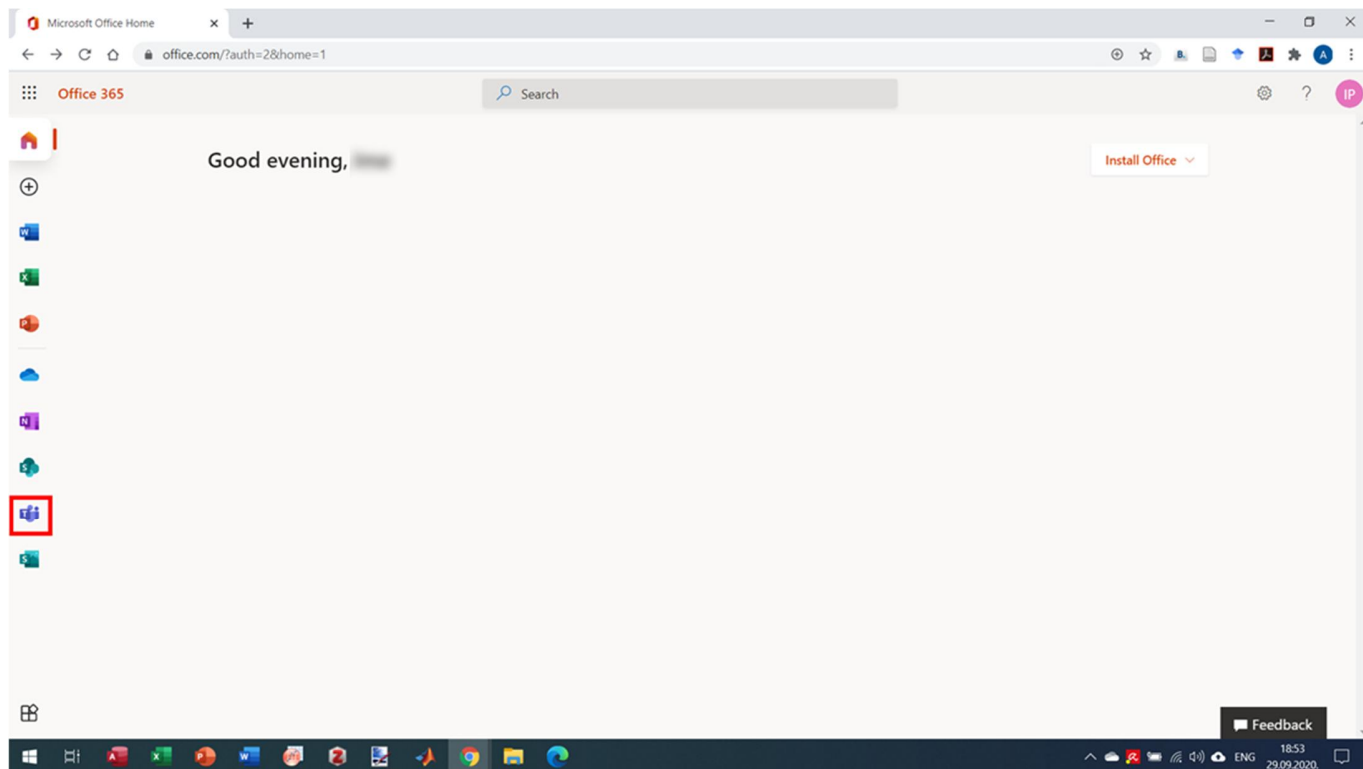 Microsoft Office Home
office.com/?auth=2&home=1
Office 365
Search
?
IP
Good evening,
Install Office
Feedback
ENG
18:53
29.09.2020.